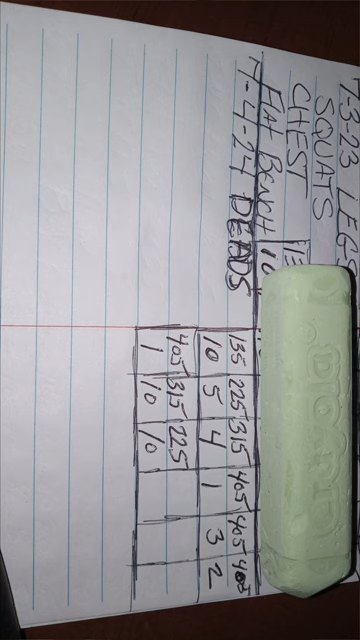 7-3-23 LEGS
SQUATS
CHEST
FLAT BENCH
7-4-24 DEADS
135 225 315 405 405 405
10 5 4 1 3 2
405 315 225
1 10 10